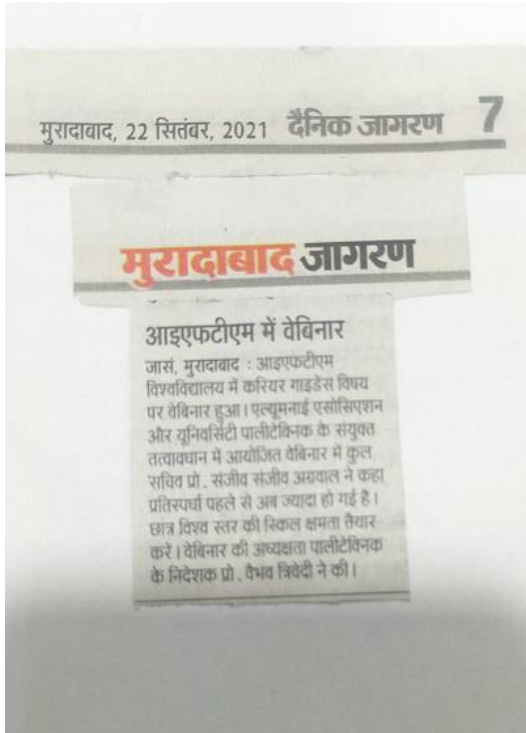 मुरादाबाद, 22 सितंबर, 2021 दैनिक जागरण 7
मुरादाबाद जागरण
आइएफटीएम में वेबिनार
जासं, मुरादाबाद : आइएफटीएम
विश्वविद्यालय में करियर गाइडेंस विषय
पर वेबिनार हुआ। एल्यूमनाई एसोसिएशन
और यूनिवर्सिटी पालीटेक्निक के संयुक्त
तत्वावधान में आयोजित वेबिनार में कुल
सचिव प्रो. संजीव संजीव अग्रवाल ने कहा
प्रतिस्पर्धा पहले से अब ज्यादा हो गई है।
छात्र विश्व स्तर की स्किल क्षमता तैयार
करें। वेबिनार की अध्यक्षता पालीटेक्निक
के निदेशक प्रो. वैभव त्रिवेदी ने की।